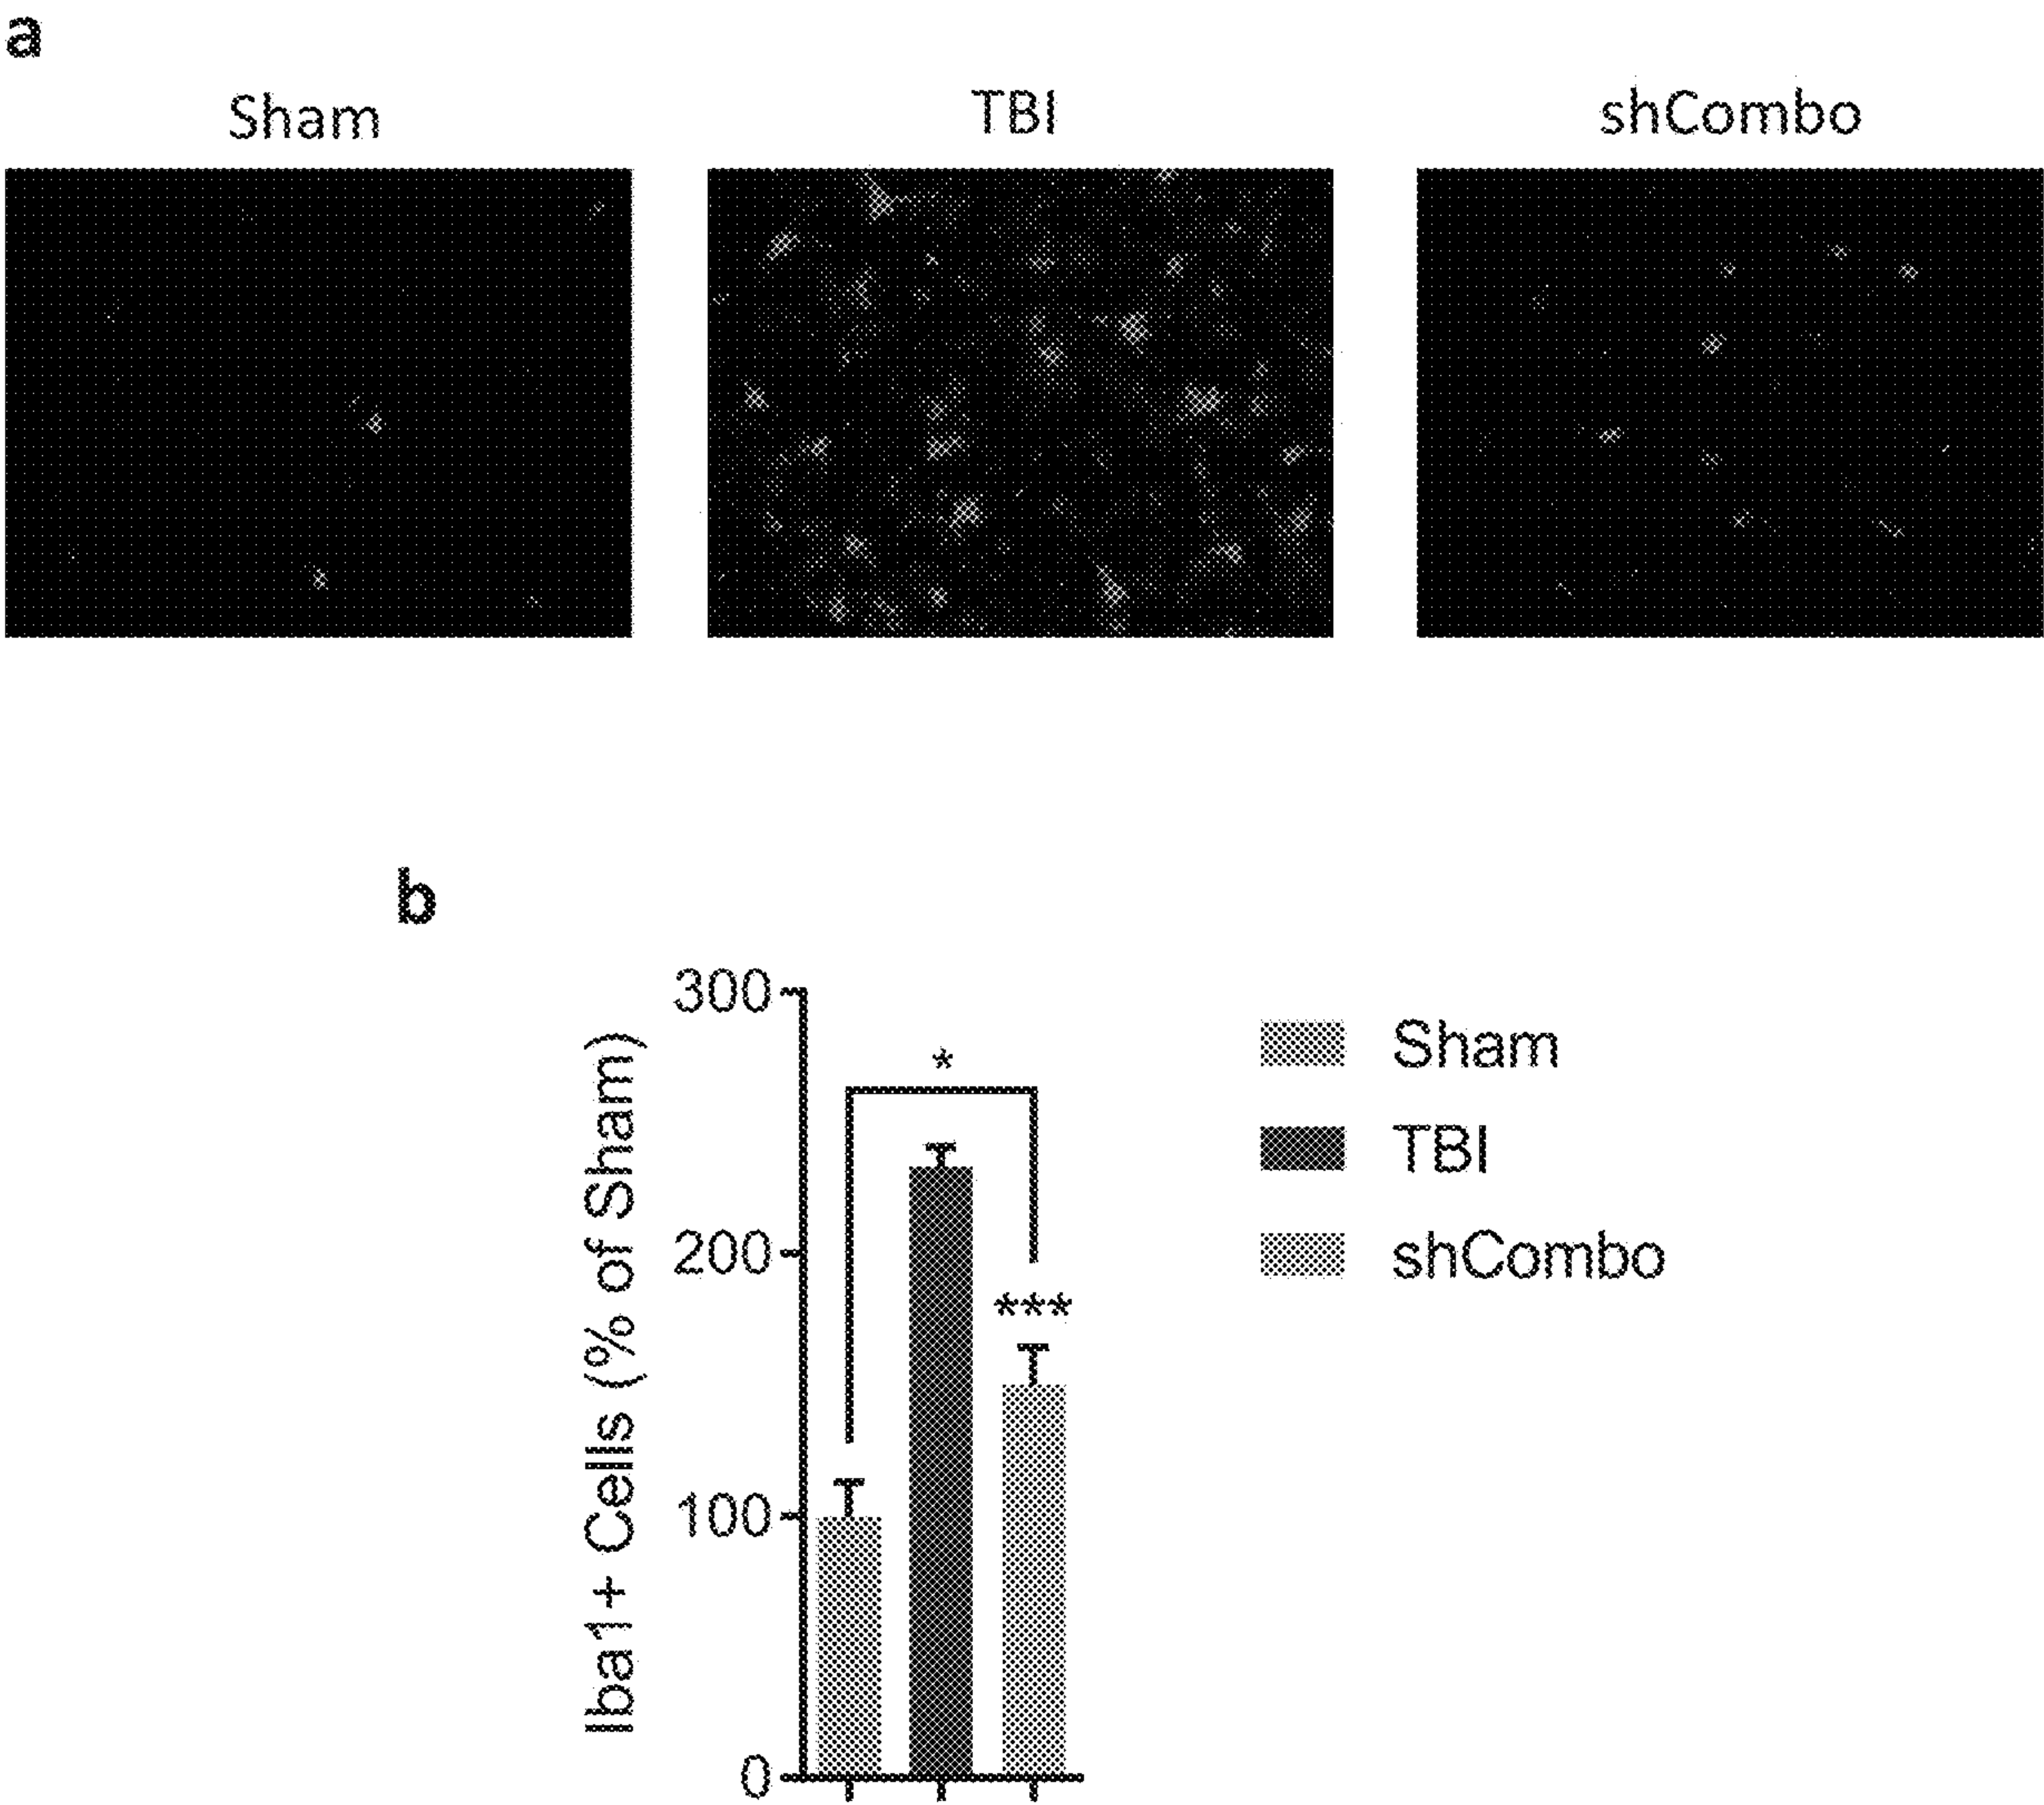 a
Sham
TBI
shCombo
b
Iba1+ Cells (% of Sham)
300
200
100
0
*
***
Sham
TBI
shCombo